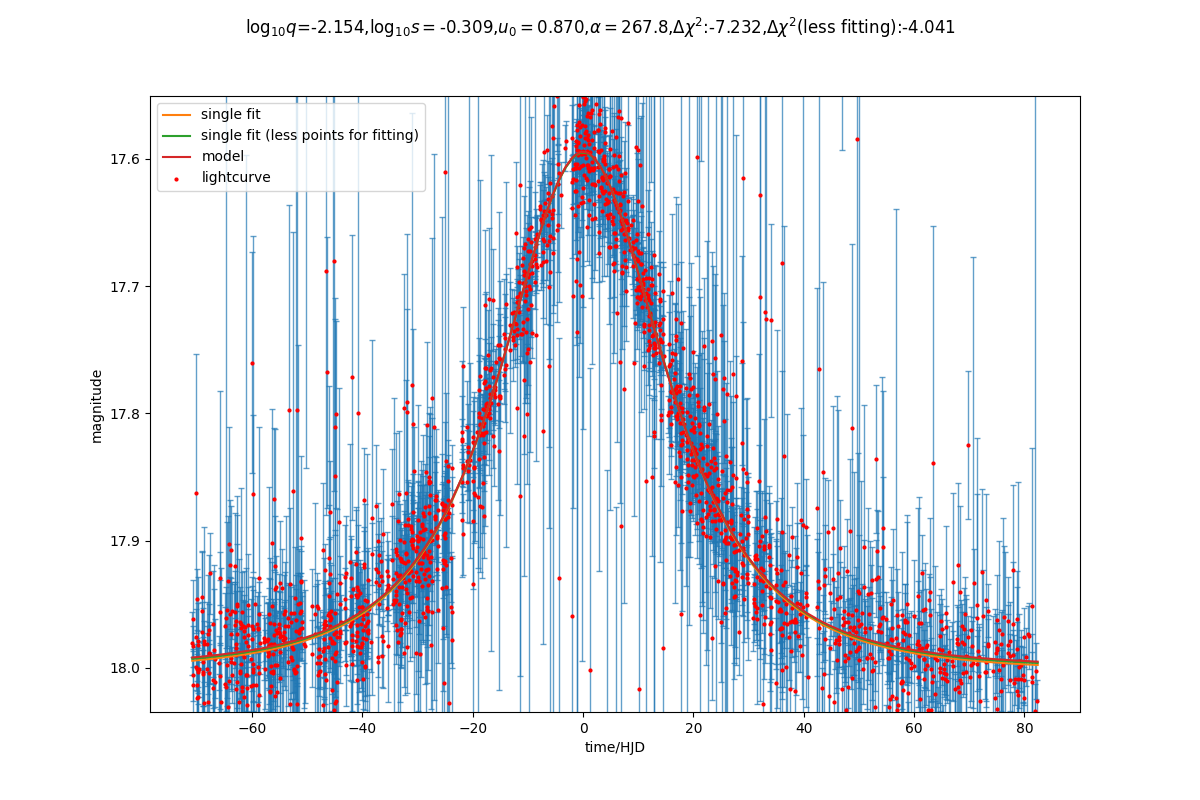 log₁₀q=-2.154,log₁₀s = -0.309,u₀ = 0.870,α = 267.8,Δχ²:-7.232,Δχ²(less fitting):-4.041
single fit
single fit (less points for fitting)
model
lightcurve
17.6
17.7
17.8
17.9
18.0
magnitude
−60
−40
−20
0
20
40
60
80
time/HJD